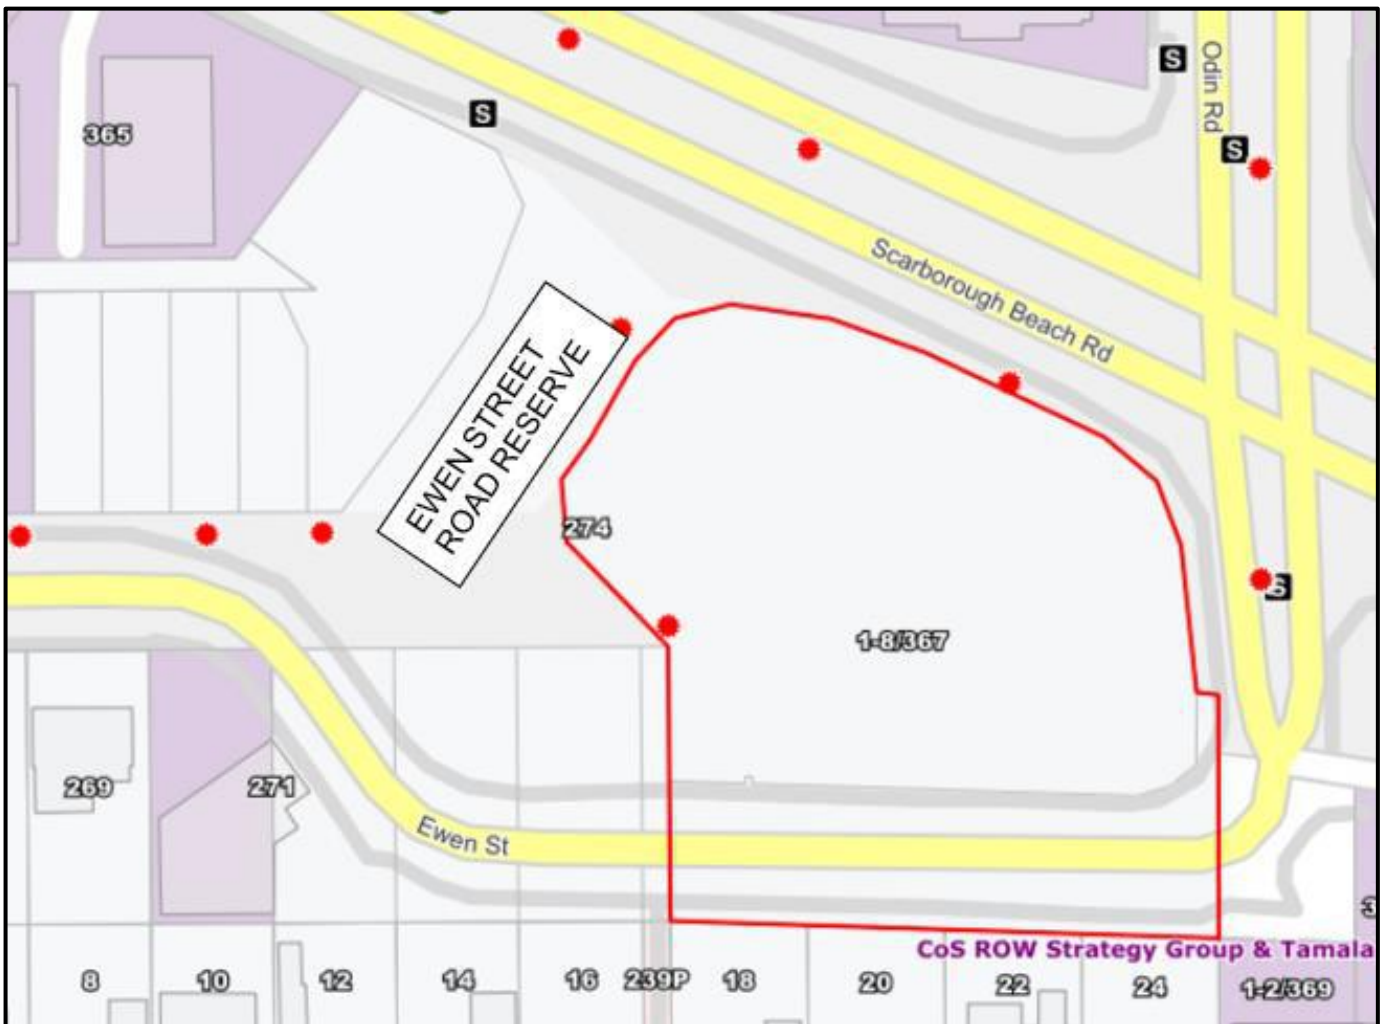 Odin Rd
S
S
S
365
Scarborough Beach Rd
EWEN STREET
ROAD RESERVE
274
S
1-8/367
269
271
Ewen St
CoS ROW Strategy Group & Tamala
8
10
12
14
16
239P
18
20
22
24
1-2/369